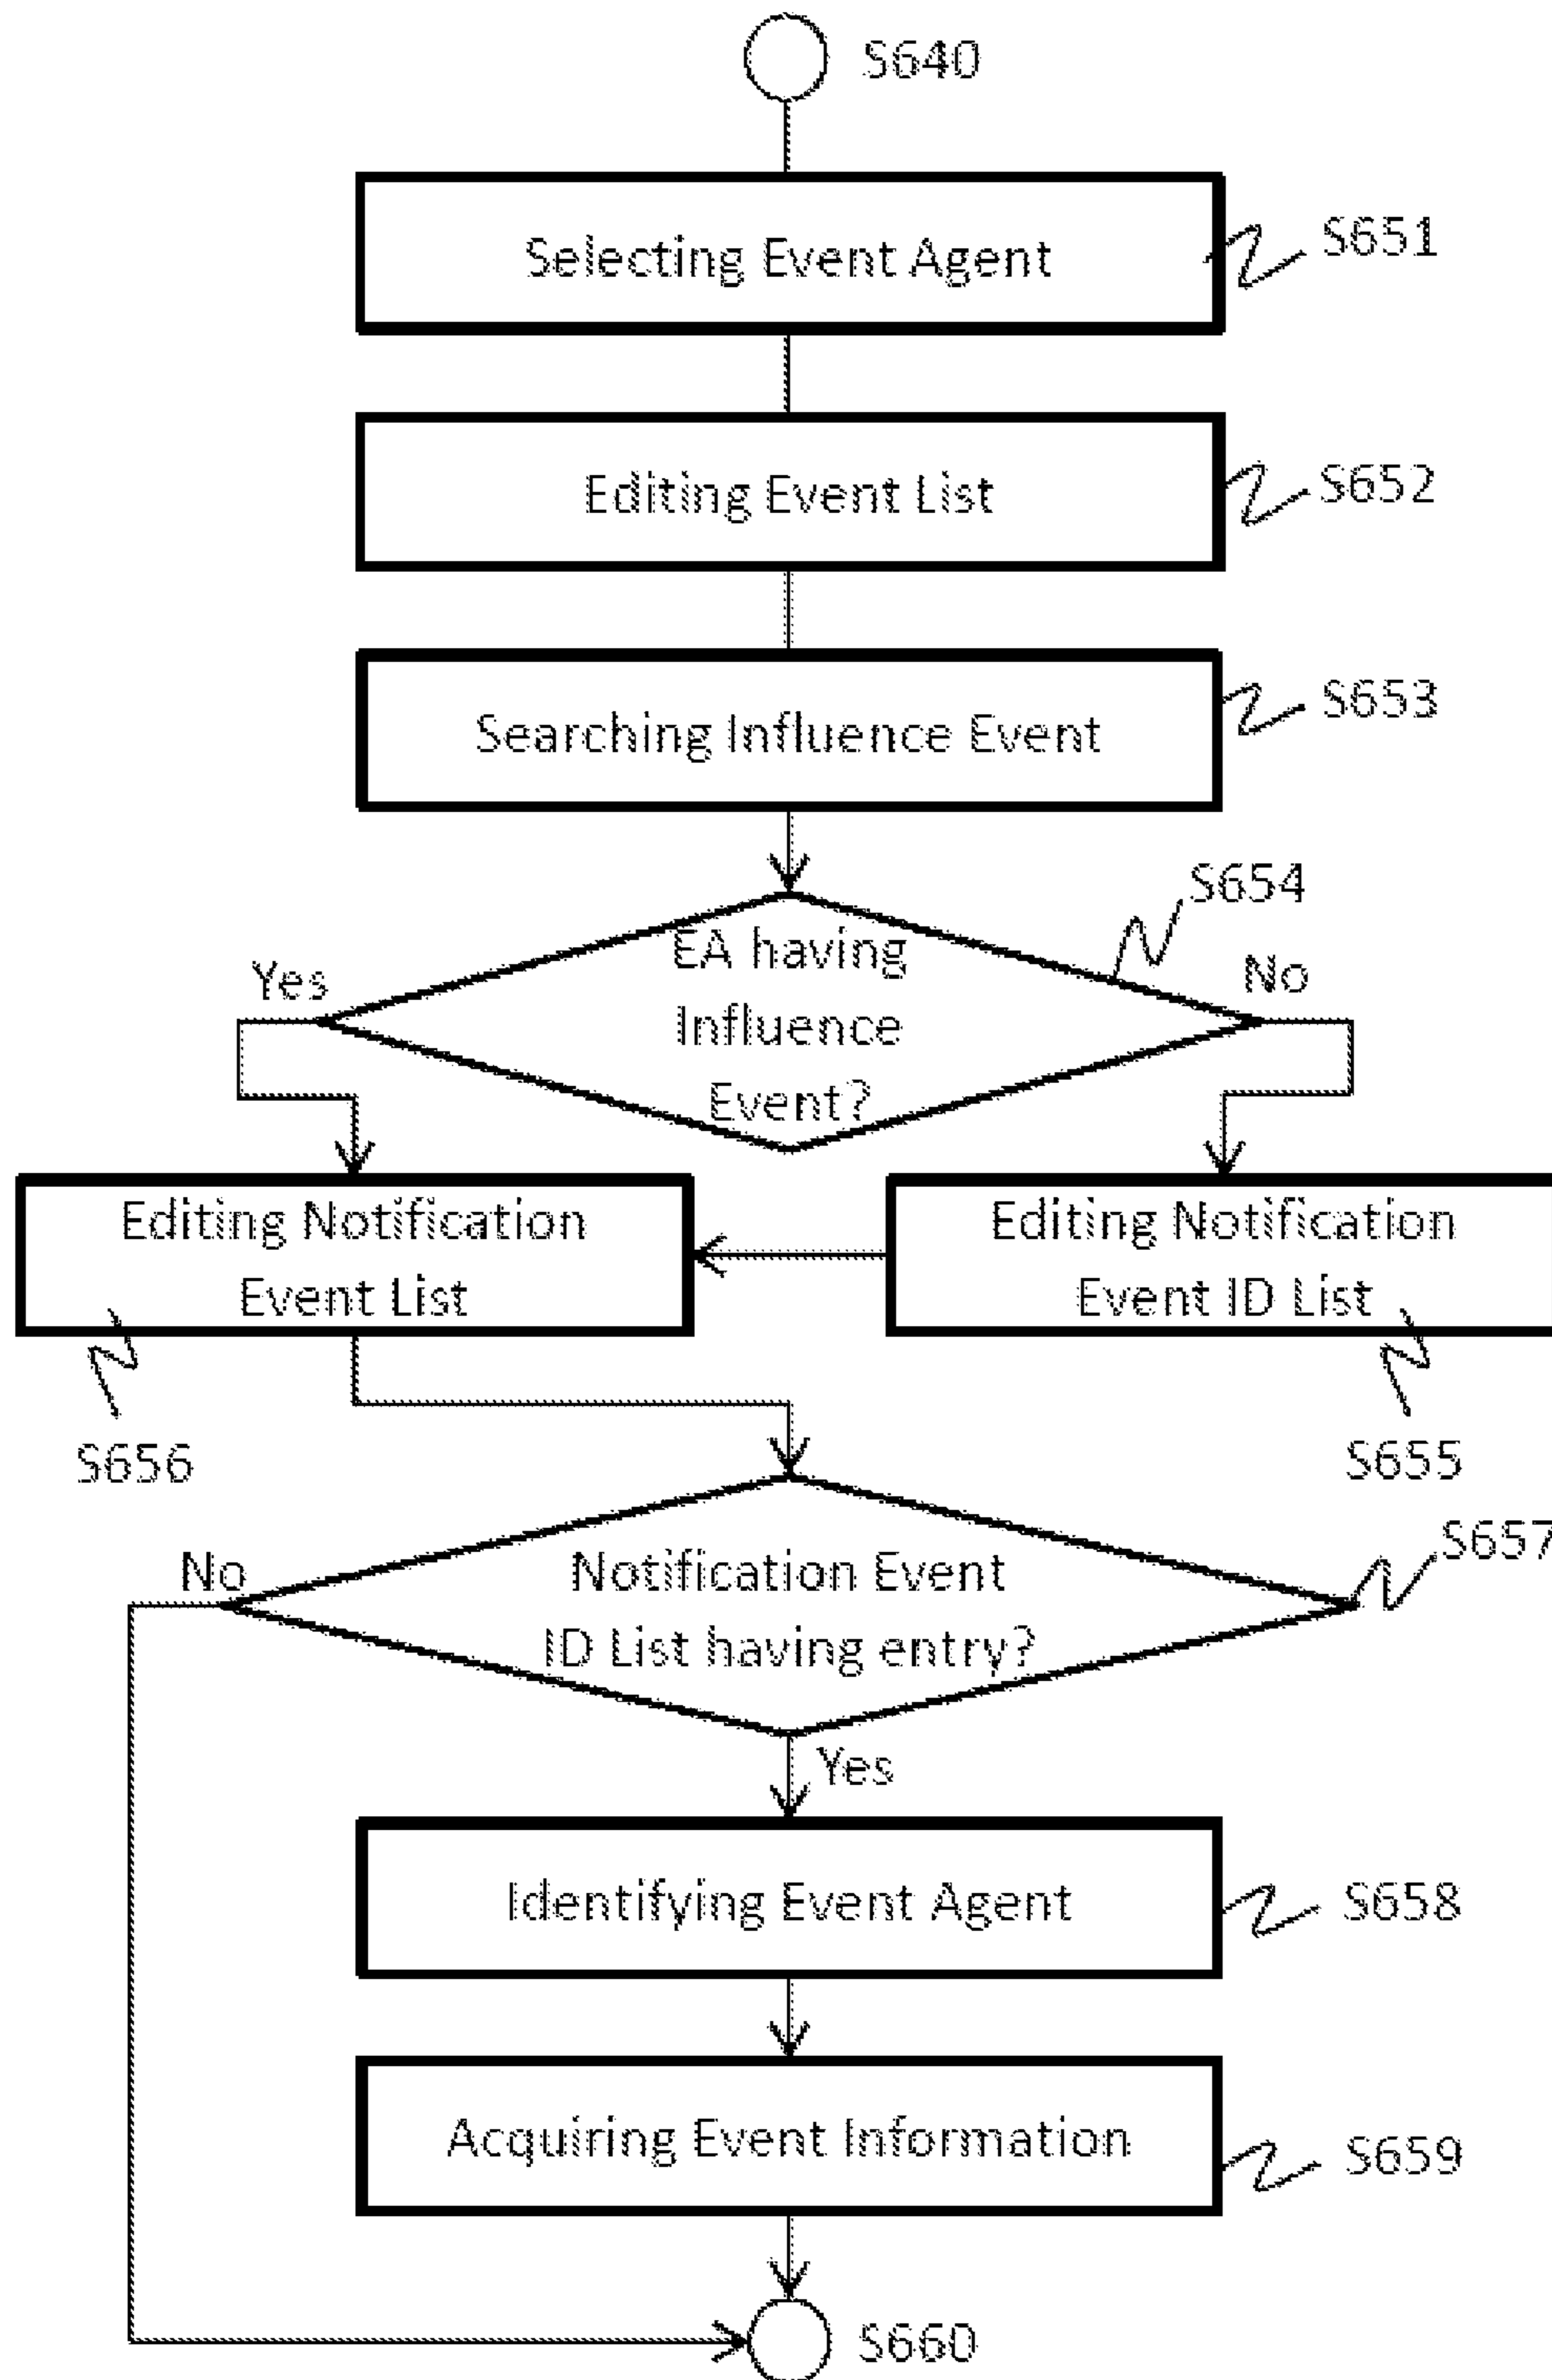 S640
Selecting Event Agent
S651
Editing Event List
S652
Searching Influence Event
S653
S654
EA having
Influence
Event?
Yes
No
Editing Notification
Event List
Editing Notification
Event ID List
S656
S655
S657
No
Notification Event
ID List having entry?
Yes
Identifying Event Agent
S658
Acquiring Event Information
S659
S660